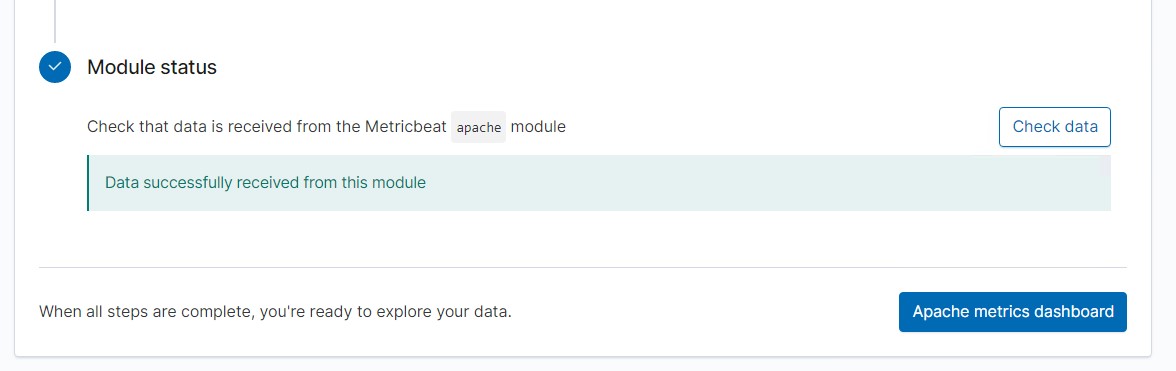 Module status
Check that data is received from the Metricbeat apache module
Check data
Data successfully received from this module
When all steps are complete, you're ready to explore your data.
Apache metrics dashboard